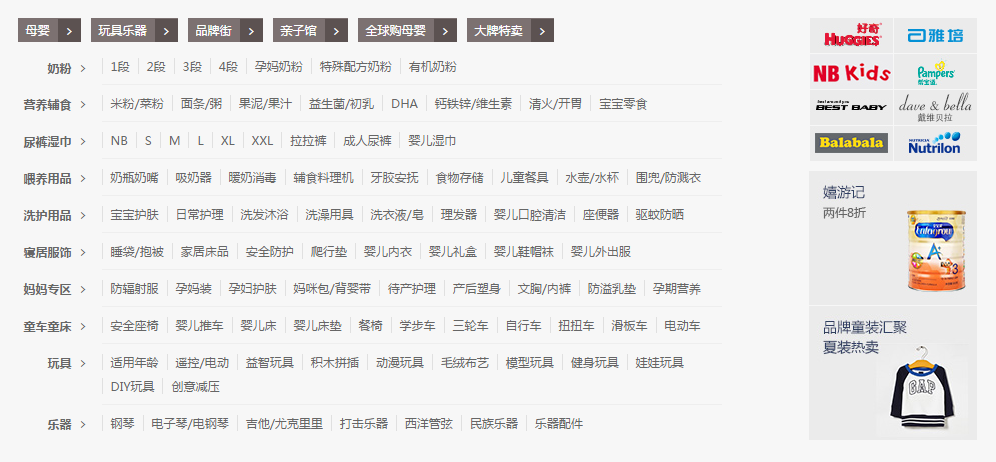 母婴 > 玩具乐器 > 品牌街 > 亲子馆 > 全球购母婴 > 大牌特卖 >
奶粉 > 1段 2段 3段 4段 孕妈奶粉 特殊配方奶粉 有机奶粉
营养辅食 > 米粉/菜粉 面条/粥 果泥/果汁 益生菌/初乳 DHA 钙铁锌/维生素 清火/开胃 宝宝零食
尿裤湿巾 > NB S M L XL XXL 拉拉裤 成人尿裤 婴儿湿巾
喂养用品 > 奶瓶奶嘴 吸奶器 暖奶消毒 辅食料理机 牙胶安抚 食物存储 儿童餐具 水壶/水杯 围兜/防溅衣
洗护用品 > 宝宝护肤 日常护理 洗发沐浴 洗澡用具 洗衣液/皂 理发器 婴儿口腔清洁 座便器 驱蚊防晒
寝居服饰 > 睡袋/抱被 家居床品 安全防护 爬行垫 婴儿内衣 婴儿礼盒 婴儿鞋帽袜 婴儿外出服
妈妈专区 > 防辐射服 孕妈装 孕妇护肤 妈咪包/背婴带 待产护理 产后塑身 文胸/内裤 防溢乳垫 孕期营养
童车童床 > 安全座椅 婴儿推车 婴儿床 婴儿床垫 餐椅 学步车 三轮车 自行车 扭扭车 滑板车 电动车
玩具 > 适用年龄 遥控/电动 益智玩具 积木拼插 动漫玩具 毛绒布艺 模型玩具 健身玩具 娃娃玩具
DIY玩具 创意减压
乐器 > 钢琴 电子琴/电钢琴 吉他/尤克里里 打击乐器 西洋管弦 民族乐器 乐器配件
好奇
HUGGIES 雅培
NB Kids Pampers
帮宝适
BEST BABY dave & bella
戴维贝拉
Balabala NUTRICIA
Nutrilon
嬉游记
两件8折
Enfagrow
A+
3
品牌童装汇聚
夏装热卖
GAP